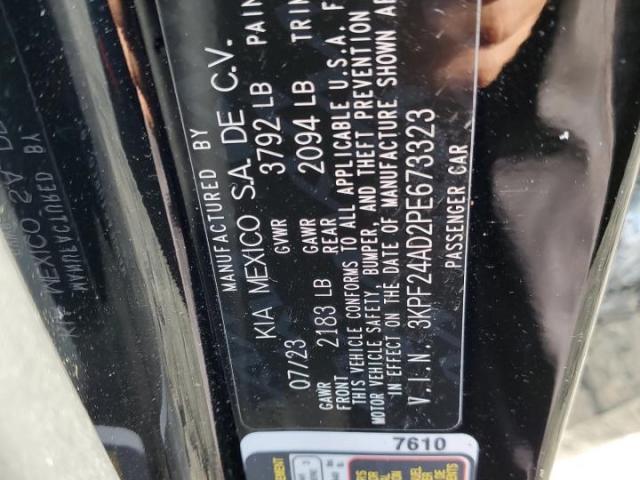 MANUFACTURED BY
KIA MEXICO S.A. DE C.V.
07/23 GVWR 3792 LB PAIN
GAWR FRONT 2183 LB GAWR REAR 2094 LB TRIM
THIS VEHICLE CONFORMS TO ALL APPLICABLE U.S.A. F
MOTOR VEHICLE SAFETY, BUMPER, AND THEFT PREVENTION
IN EFFECT ON THE DATE OF MANUFACTURE SHOWN AB
V.I.N. 3KPF24AD2PE673323
PASSENGER CAR
7610